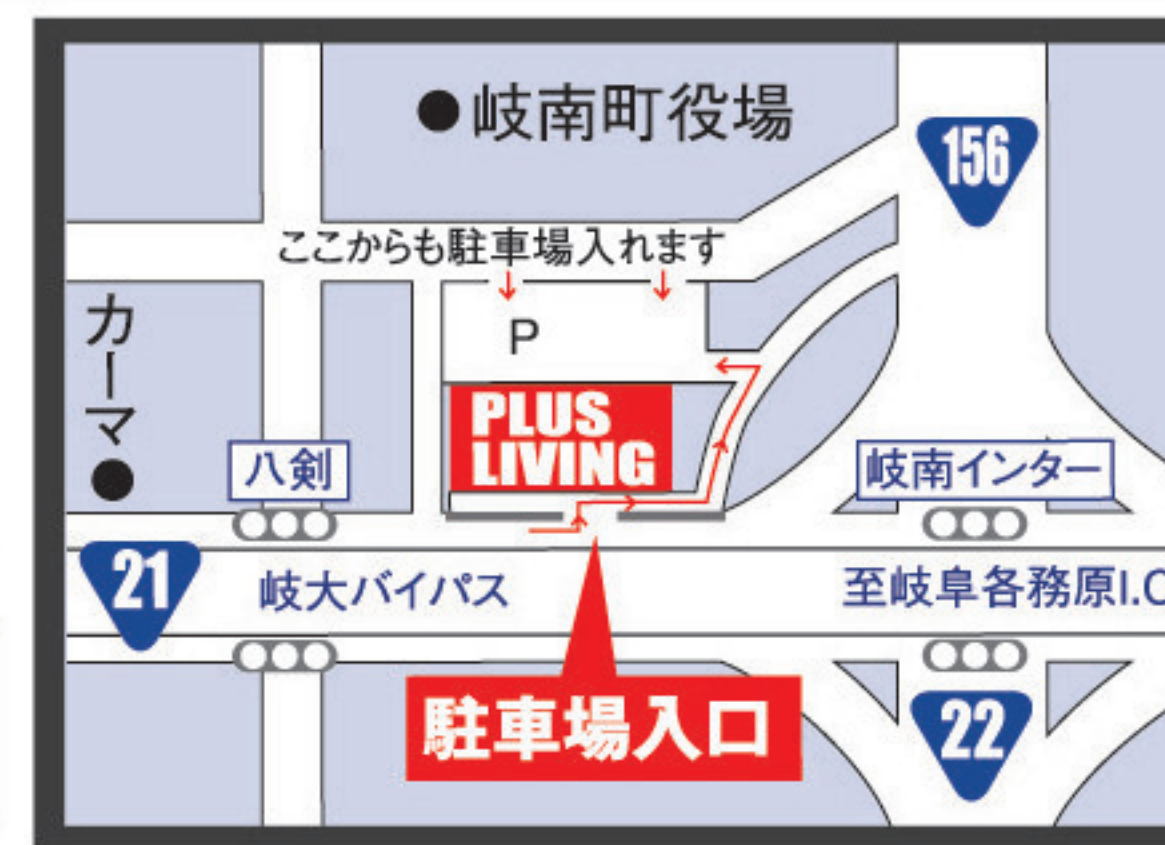 ●岐南町役場
156
ここからも駐車場入れます
カーマ
P
PLUS
LIVING
八剣
岐南インター
21
岐大バイパス
至岐阜各務原I.C
駐車場入口
22